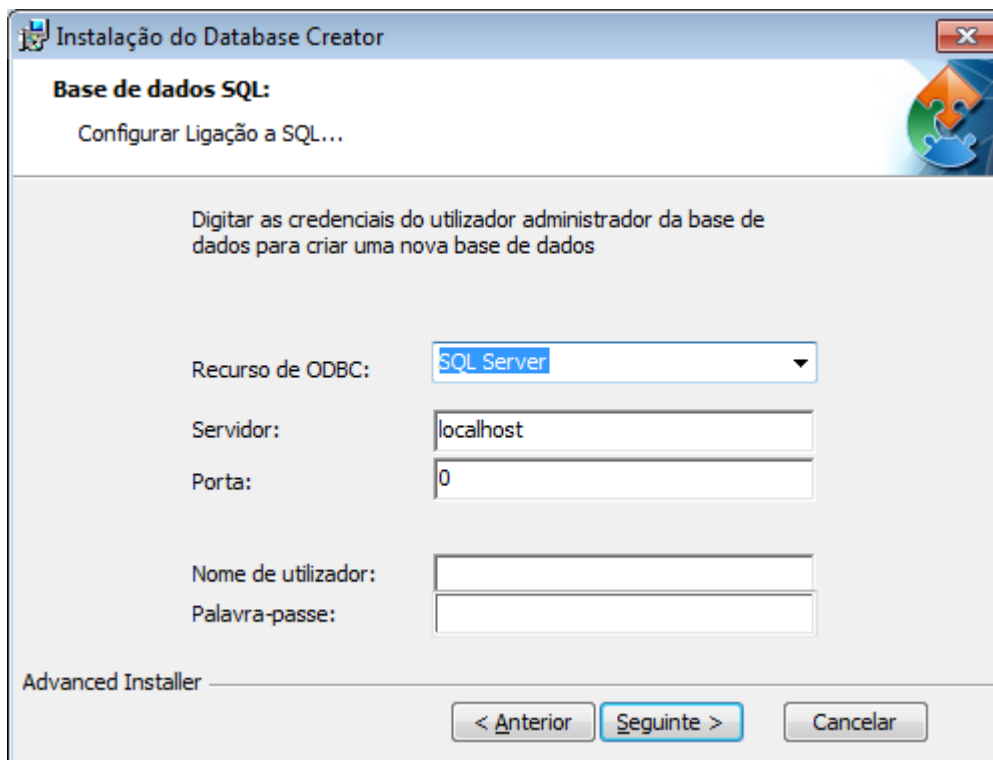 Instalação do Database Creator
Base de dados SQL:
Configurar Ligação a SQL...
Digitar as credenciais do utilizador administrador da base de
dados para criar uma nova base de dados
Recurso de ODBC: SQL Server
Servidor: localhost
Porta: 0
Nome de utilizador:
Palavra-passe:
Advanced Installer
< Anterior Seguinte > Cancelar